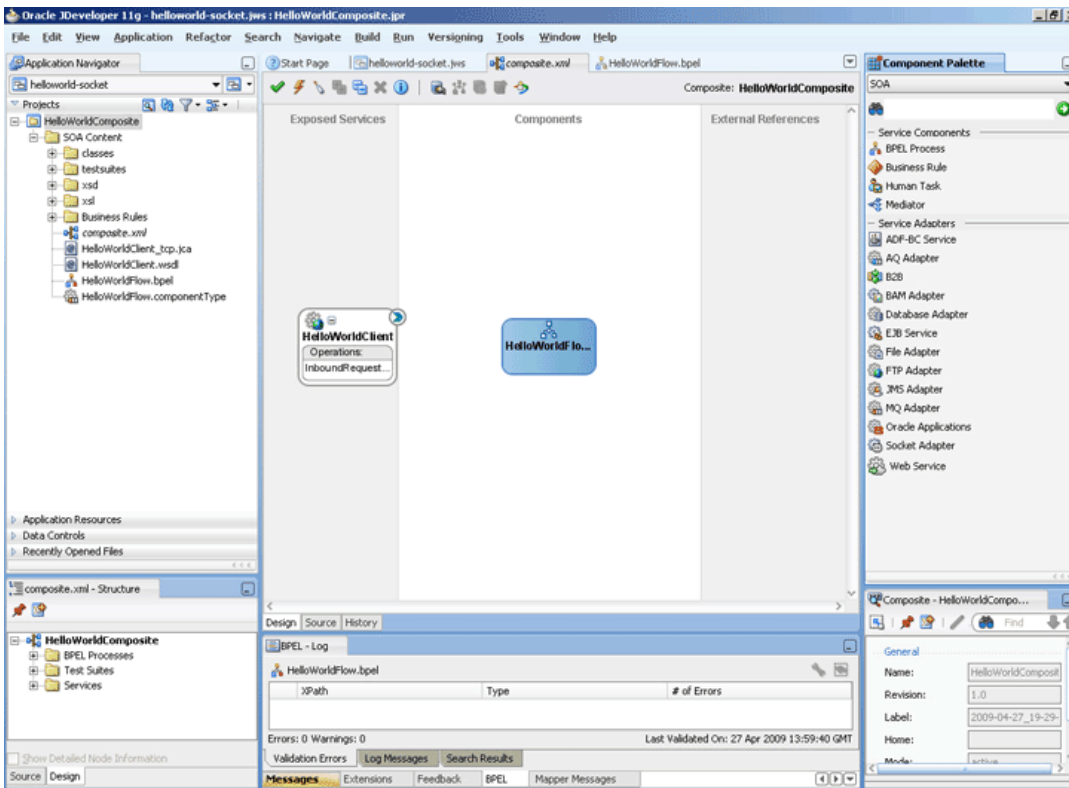 Oracle JDeveloper 11g - helloworld-socket.jws : HelloWorldComposite.jpr
File Edit View Application Refactor Search Navigate Build Run Versioning Tools Window Help
Application Navigator
helloworld-socket
Projects
HelloWorldComposite
SOA Content
classes
testsuites
xsd
xsl
Business Rules
composite.xml
HelloWorldClient_tcp.jca
HelloWorldClient.wsdl
HelloWorldFlow.bpel
HelloWorldFlow.componentType
Application Resources
Data Controls
Recently Opened Files
composite.xml - Structure
HelloWorldComposite
BPEL Processes
Test Suites
Services
Show Detailed Node Information
Source Design
Start Page helloworld-socket.jws composite.xml HelloWorldFlow.bpel
Composite: HelloWorldComposite
Exposed Services Components External References
HelloWorldClient
Operations:
InboundRequest...
HelloWorldFlo...
Design Source History
BPEL - Log
HelloWorldFlow.bpel
XPath Type # of Errors
Errors: 0 Warnings: 0 Last Validated On: 27 Apr 2009 13:59:40 GMT
Validation Errors Log Messages Search Results
Messages Extensions Feedback BPEL Mapper Messages
Component Palette
SOA
Service Components
BPEL Process
Business Rule
Human Task
Mediator
Service Adapters
ADF-BC Service
AQ Adapter
B2B
BAM Adapter
Database Adapter
EJB Service
File Adapter
FTP Adapter
JMS Adapter
MQ Adapter
Oracle Applications
Socket Adapter
Web Service
Composite - HelloWorldCompo...
Find
General
Name: HelloWorldComposit
Revision: 1.0
Label: 2009-04-27_19-29-
Home:
Mode: active